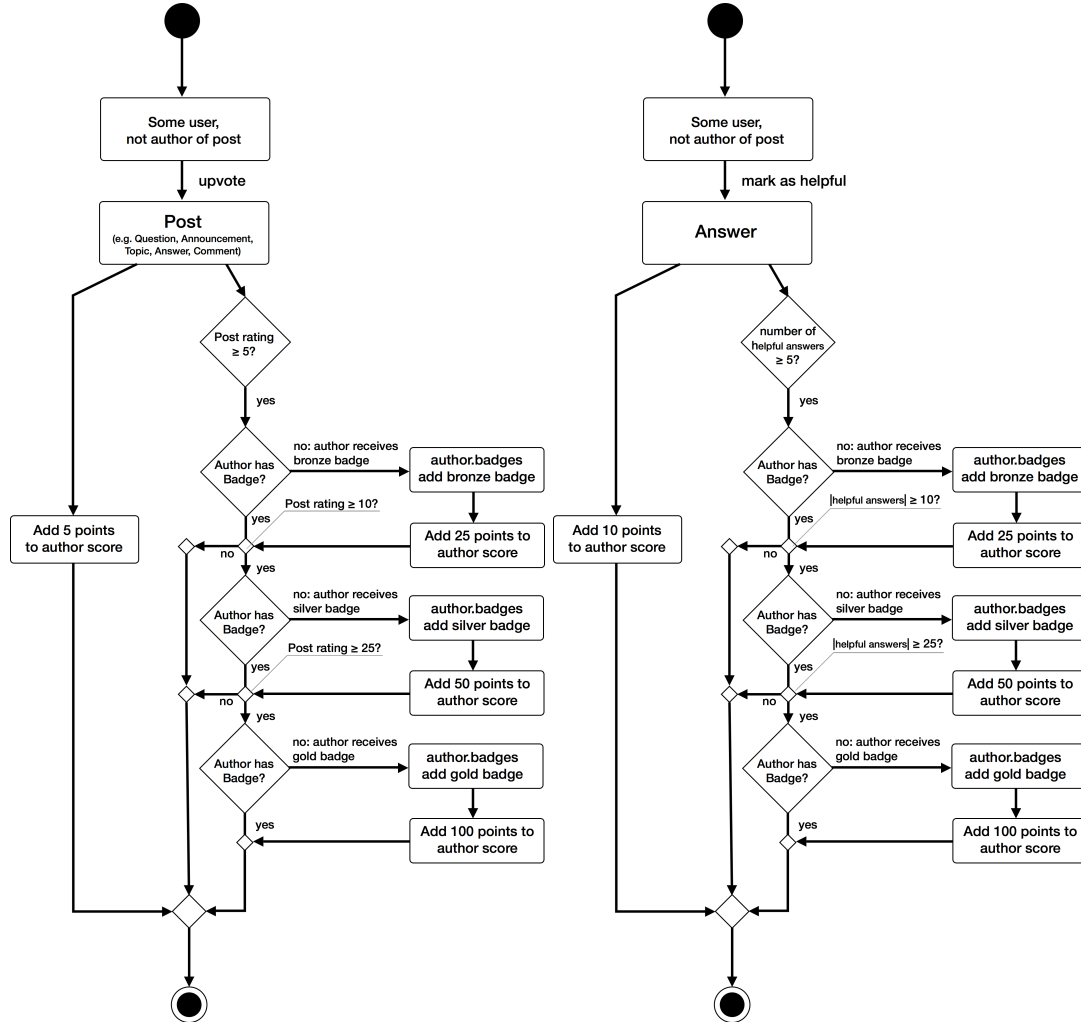 Some user,
not author of post
upvote
Post
(e.g. Question, Announcement,
Topic, Answer, Comment)
Post rating
≥ 5?
yes
Author has
Badge?
no: author receives
bronze badge
author.badges
add bronze badge
Post rating ≥ 10?
yes
Add 5 points
to author score
Add 25 points to
author score
no
yes
Author has
Badge?
no: author receives
silver badge
author.badges
add silver badge
Post rating ≥ 25?
yes
Add 50 points to
author score
no
yes
Author has
Badge?
no: author receives
gold badge
author.badges
add gold badge
yes
Add 100 points to
author score
Some user,
not author of post
mark as helpful
Answer
number of
helpful answers
≥ 5?
yes
Author has
Badge?
no: author receives
bronze badge
author.badges
add bronze badge
|helpful answers| ≥ 10?
yes
Add 10 points
to author score
Add 25 points to
author score
no
yes
Author has
Badge?
no: author receives
silver badge
author.badges
add silver badge
|helpful answers| ≥ 25?
yes
Add 50 points to
author score
no
yes
Author has
Badge?
no: author receives
gold badge
author.badges
add gold badge
yes
Add 100 points to
author score